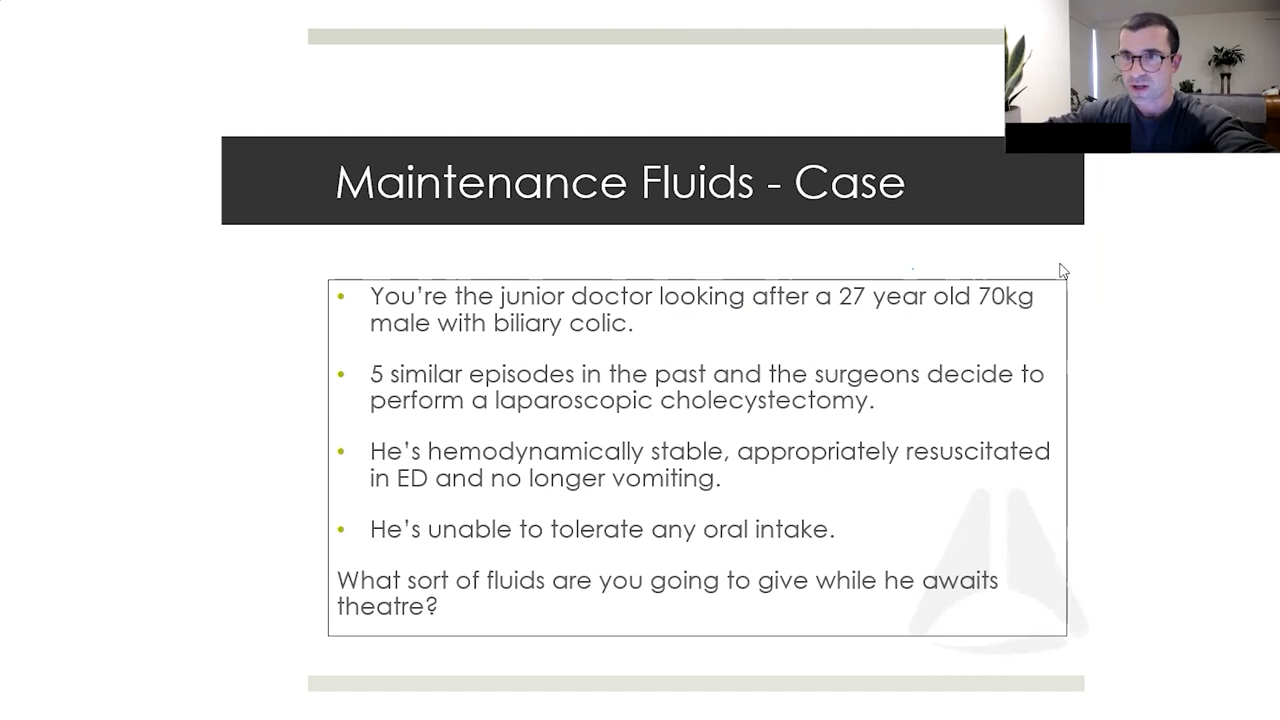 Maintenance Fluids - Case
• You're the junior doctor looking after a 27 year old 70kg
male with biliary colic.
• 5 similar episodes in the past and the surgeons decide to
perform a laparoscopic cholecystectomy.
• He's hemodynamically stable, appropriately resuscitated
in ED and no longer vomiting.
• He's unable to tolerate any oral intake.
What sort of fluids are you going to give while he awaits
theatre?